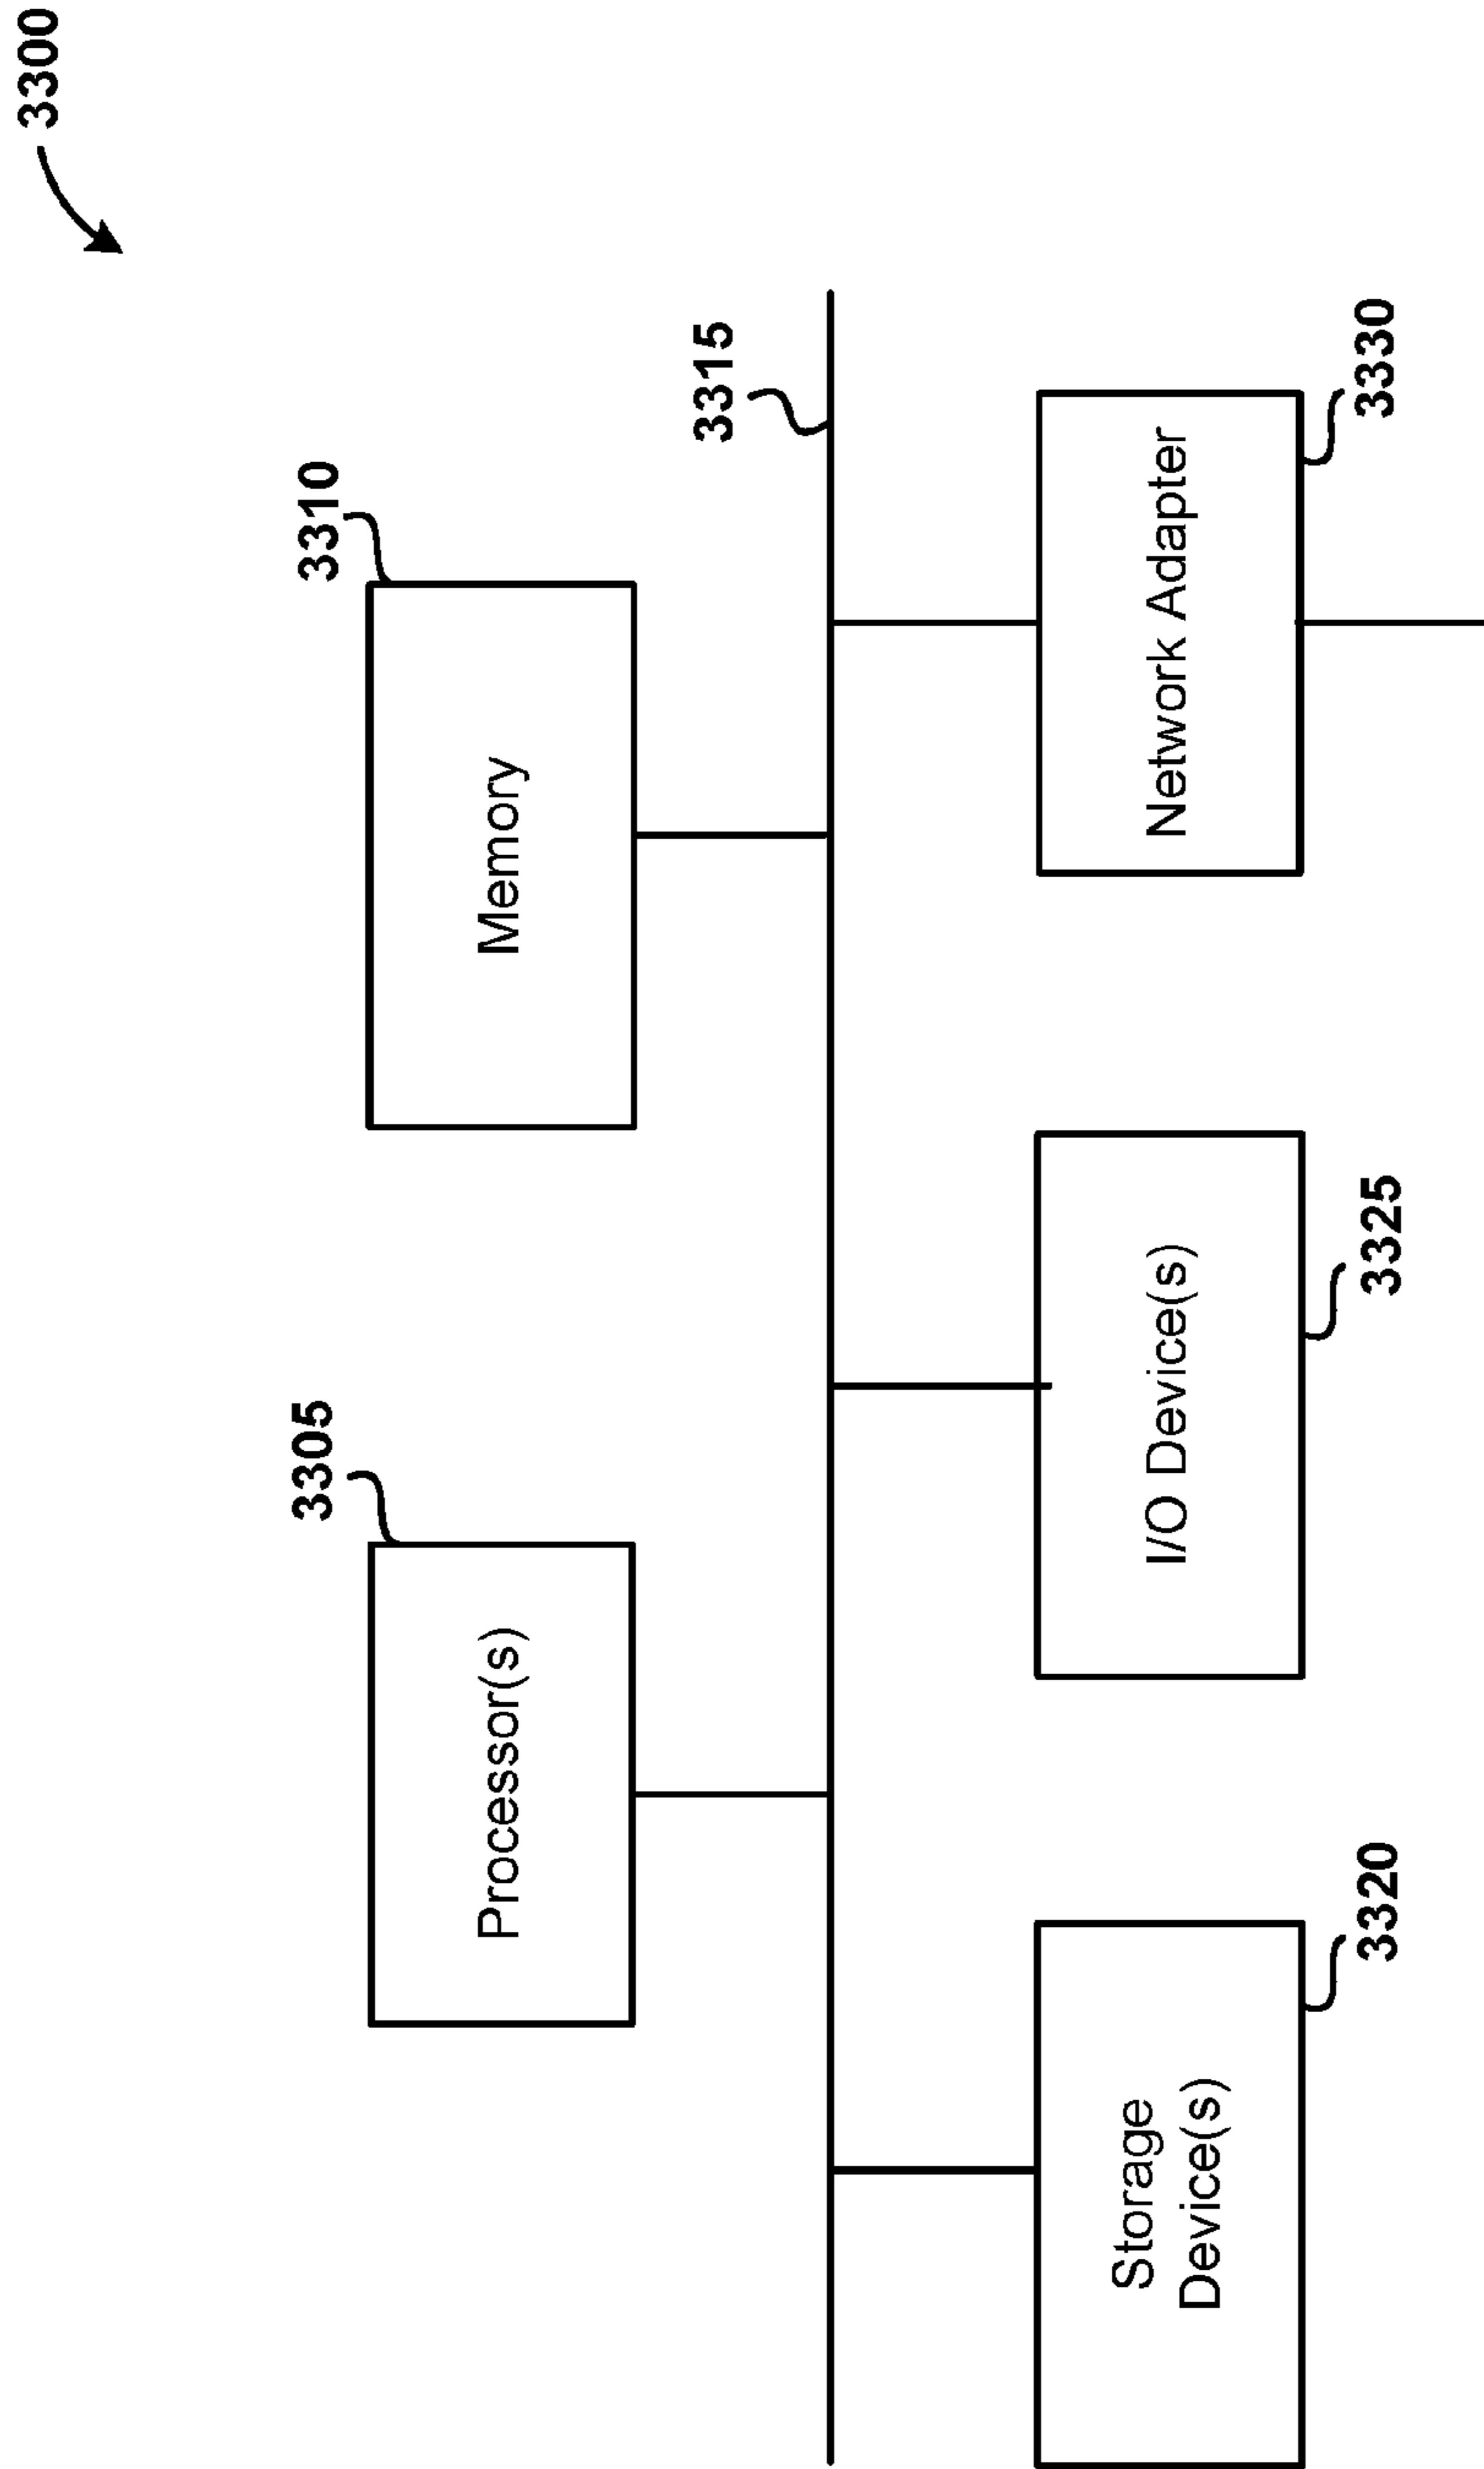 3300
3305
Processor(s)
3310
Memory
3315
Storage
Device(s)
3320
I/O Device(s)
3325
Network Adapter
3330